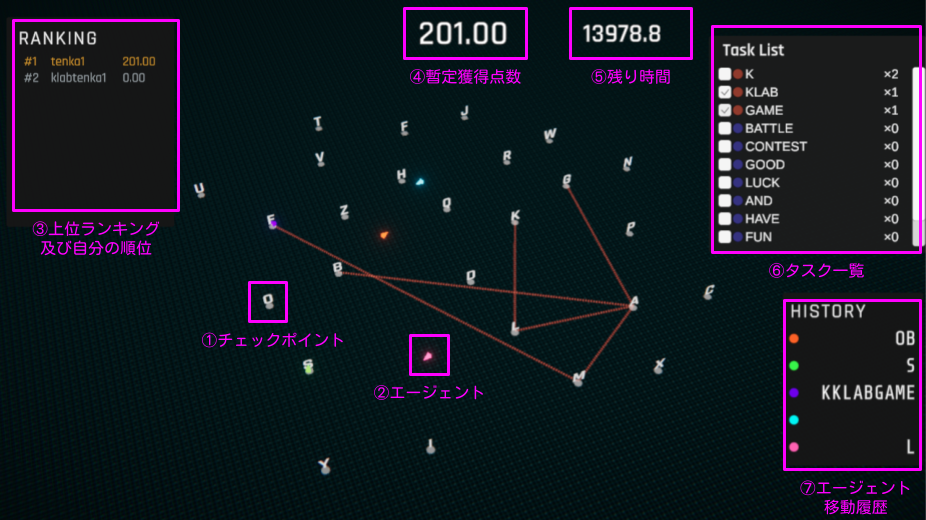 RANKING
#1 tenka1 201.00
#2 klabtenka1 0.00
③上位ランキング
及び自分の順位
201.00
④暫定獲得点数
13978.8
⑤残り時間
Task List
K ×2
KLAB ×1
GAME ×1
BATTLE ×0
CONTEST ×0
GOOD ×0
LUCK ×0
AND ×0
HAVE ×0
FUN ×0
⑥タスク一覧
J
T
F
W
V
R
N
H
G
U
Z
Q
K
E
P
B
D
C
O
A
①チェックポイント
L
②エージェント
S
M
X
I
Y
HISTORY
OB
S
KKLABGAME
L
⑦エージェント
移動履歴